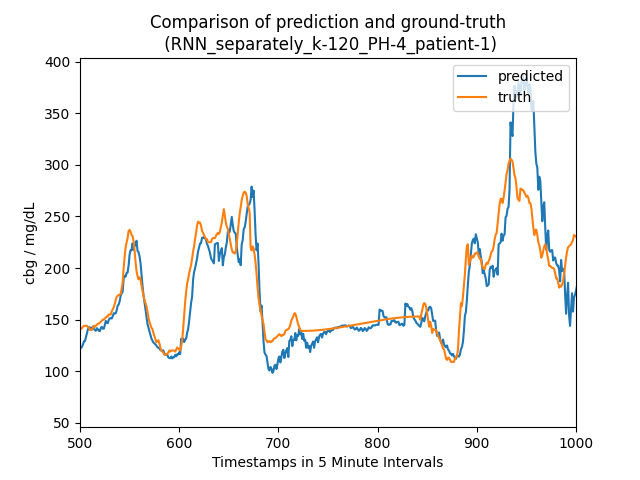 Comparison of prediction and ground-truth
(RNN_separately_k-120_PH-4_patient-1)
predicted
truth
400
350
300
250
200
150
100
50
cbg / mg/dL
500
600
700
800
900
1000
Timestamps in 5 Minute Intervals